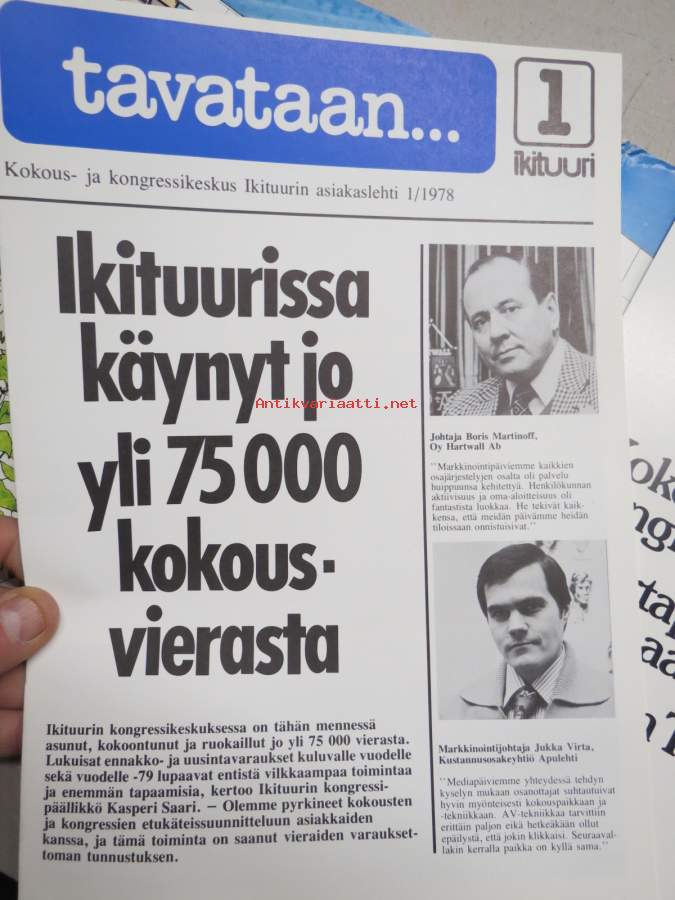 tavataan...
1
ikituuri
Kokous- ja kongressikeskus Ikituurin asiakaslehti 1/1978
Ikituurissa
käynyt jo
yli 75 000
kokous-
vierasta
Antikvariaatti.net
Ikituurin kongressikeskuksessa on tähän mennessä
asunut, kokoontunut ja ruokaillut jo yli 75 000 vierasta.
Lukuisat ennakko- ja uusintavaraukset kuluvalle vuodelle
sekä vuodelle -79 lupaavat entistä vilkkaampaa toimintaa
ja enemmän tapaamisia, kertoo Ikituurin kongressi-
päällikkö Kasperi Saari. — Olemme pyrkineet kokousten
ja kongressien etukäteissuunnitteluun asiakkaiden
kanssa, ja tämä toiminta on saanut vieraiden varaukset-
toman tunnustuksen.
Johtaja Boris Martinoff,
Oy Hartwall Ab
"Markkinointipäiviemme kaikkien
osajärjestelyjen osalta oli palvelu
huippuunsa kehitettyä. Henkilökunnan
aktiivisuus ja oma-aloitteisuus oli
fantastista luokkaa. He tekivät kaik-
kensa, että meidän päivämme heidän
tiloissaan onnistuisivat."
Markkinointijohtaja Jukka Virta,
Kustannusosakeyhtiö Apulehti
"Mediapäiviemme yhteydessä tehdyn
kyselyn mukaan osanottajat suhtautuivat
hyvin myönteisesti kokouspaikkaan ja
-tekniikkaan. AV-tekniikkaa tarvittiin
erittäin paljon eikä hetkeäkään ollut
epäilystä, että jokin klikkaisi. Seuraaval-
lakin kerralla paikka on kyllä sama."